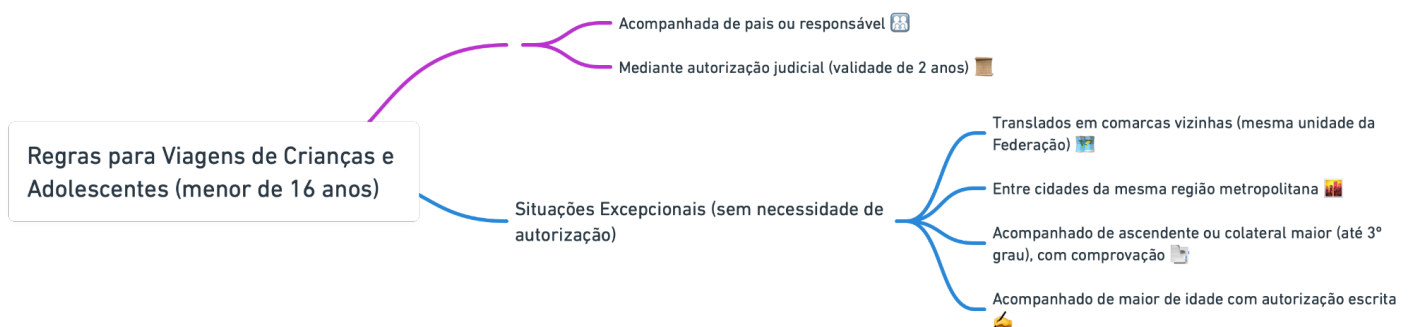 Acompanhada de pais ou responsável
Mediante autorização judicial (validade de 2 anos)
Regras para Viagens de Crianças e
Adolescentes (menor de 16 anos)
Situações Excepcionais (sem necessidade de
autorização)
Translados em comarcas vizinhas (mesma unidade da
Federação)
Entre cidades da mesma região metropolitana
Acompanhado de ascendente ou colateral maior (até 3º
grau), com comprovação
Acompanhado de maior de idade com autorização escrita